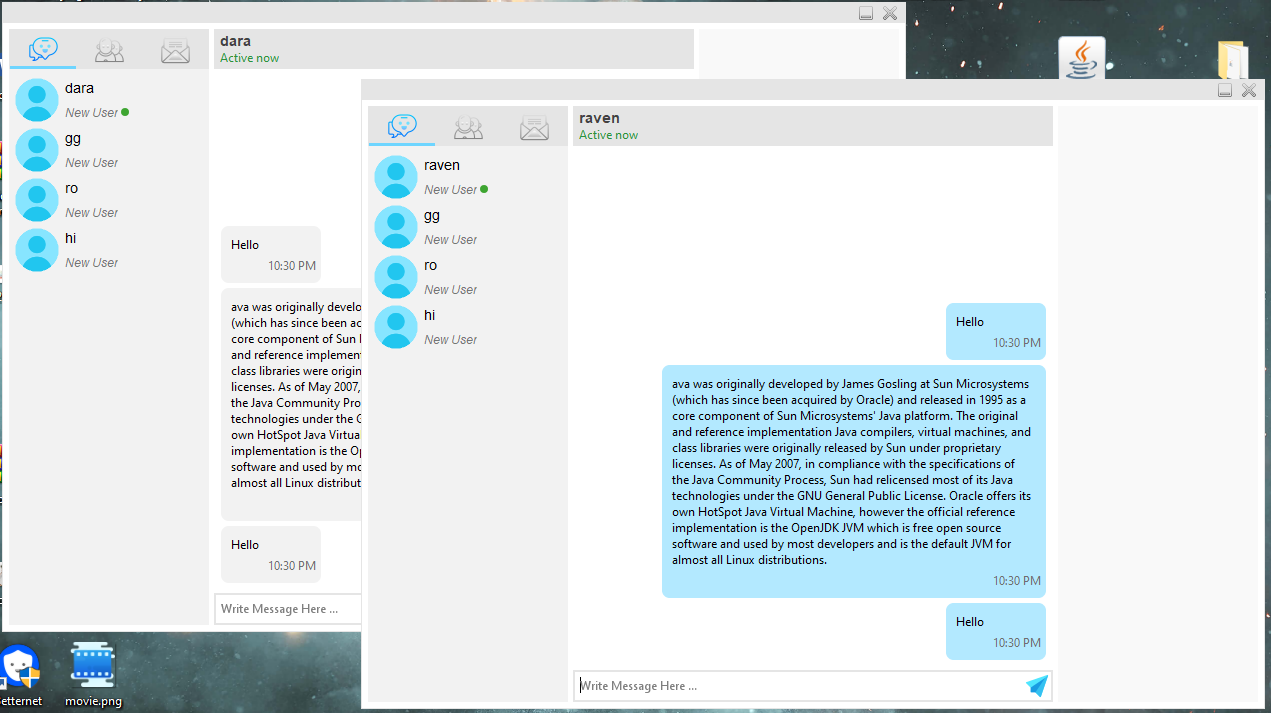 dara
Active now
dara
New User
gg
New User
ro
New User
hi
New User
Hello
10:30 PM
ava was originally develo
(which has since been ac
core component of Sun
and reference implemen
class libraries were origin
licenses. As of May 2007,
the Java Community Pro
technologies under the
own HotSpot Java Virtual
implementation is the Op
software and used by mo
almost all Linux distribut
Hello
10:30 PM
Write Message Here ...
raven
Active now
raven
New User
gg
New User
ro
New User
hi
New User
Hello
10:30 PM
ava was originally developed by James Gosling at Sun Microsystems
(which has since been acquired by Oracle) and released in 1995 as a
core component of Sun Microsystems' Java platform. The original
and reference implementation Java compilers, virtual machines, and
class libraries were originally released by Sun under proprietary
licenses. As of May 2007, in compliance with the specifications of
the Java Community Process, Sun had relicensed most of its Java
technologies under the GNU General Public License. Oracle offers its
own HotSpot Java Virtual Machine, however the official reference
implementation is the OpenJDK JVM which is free open source
software and used by most developers and is the default JVM for
almost all Linux distributions.
10:30 PM
Hello
10:30 PM
Write Message Here ...
etternet
movie.png